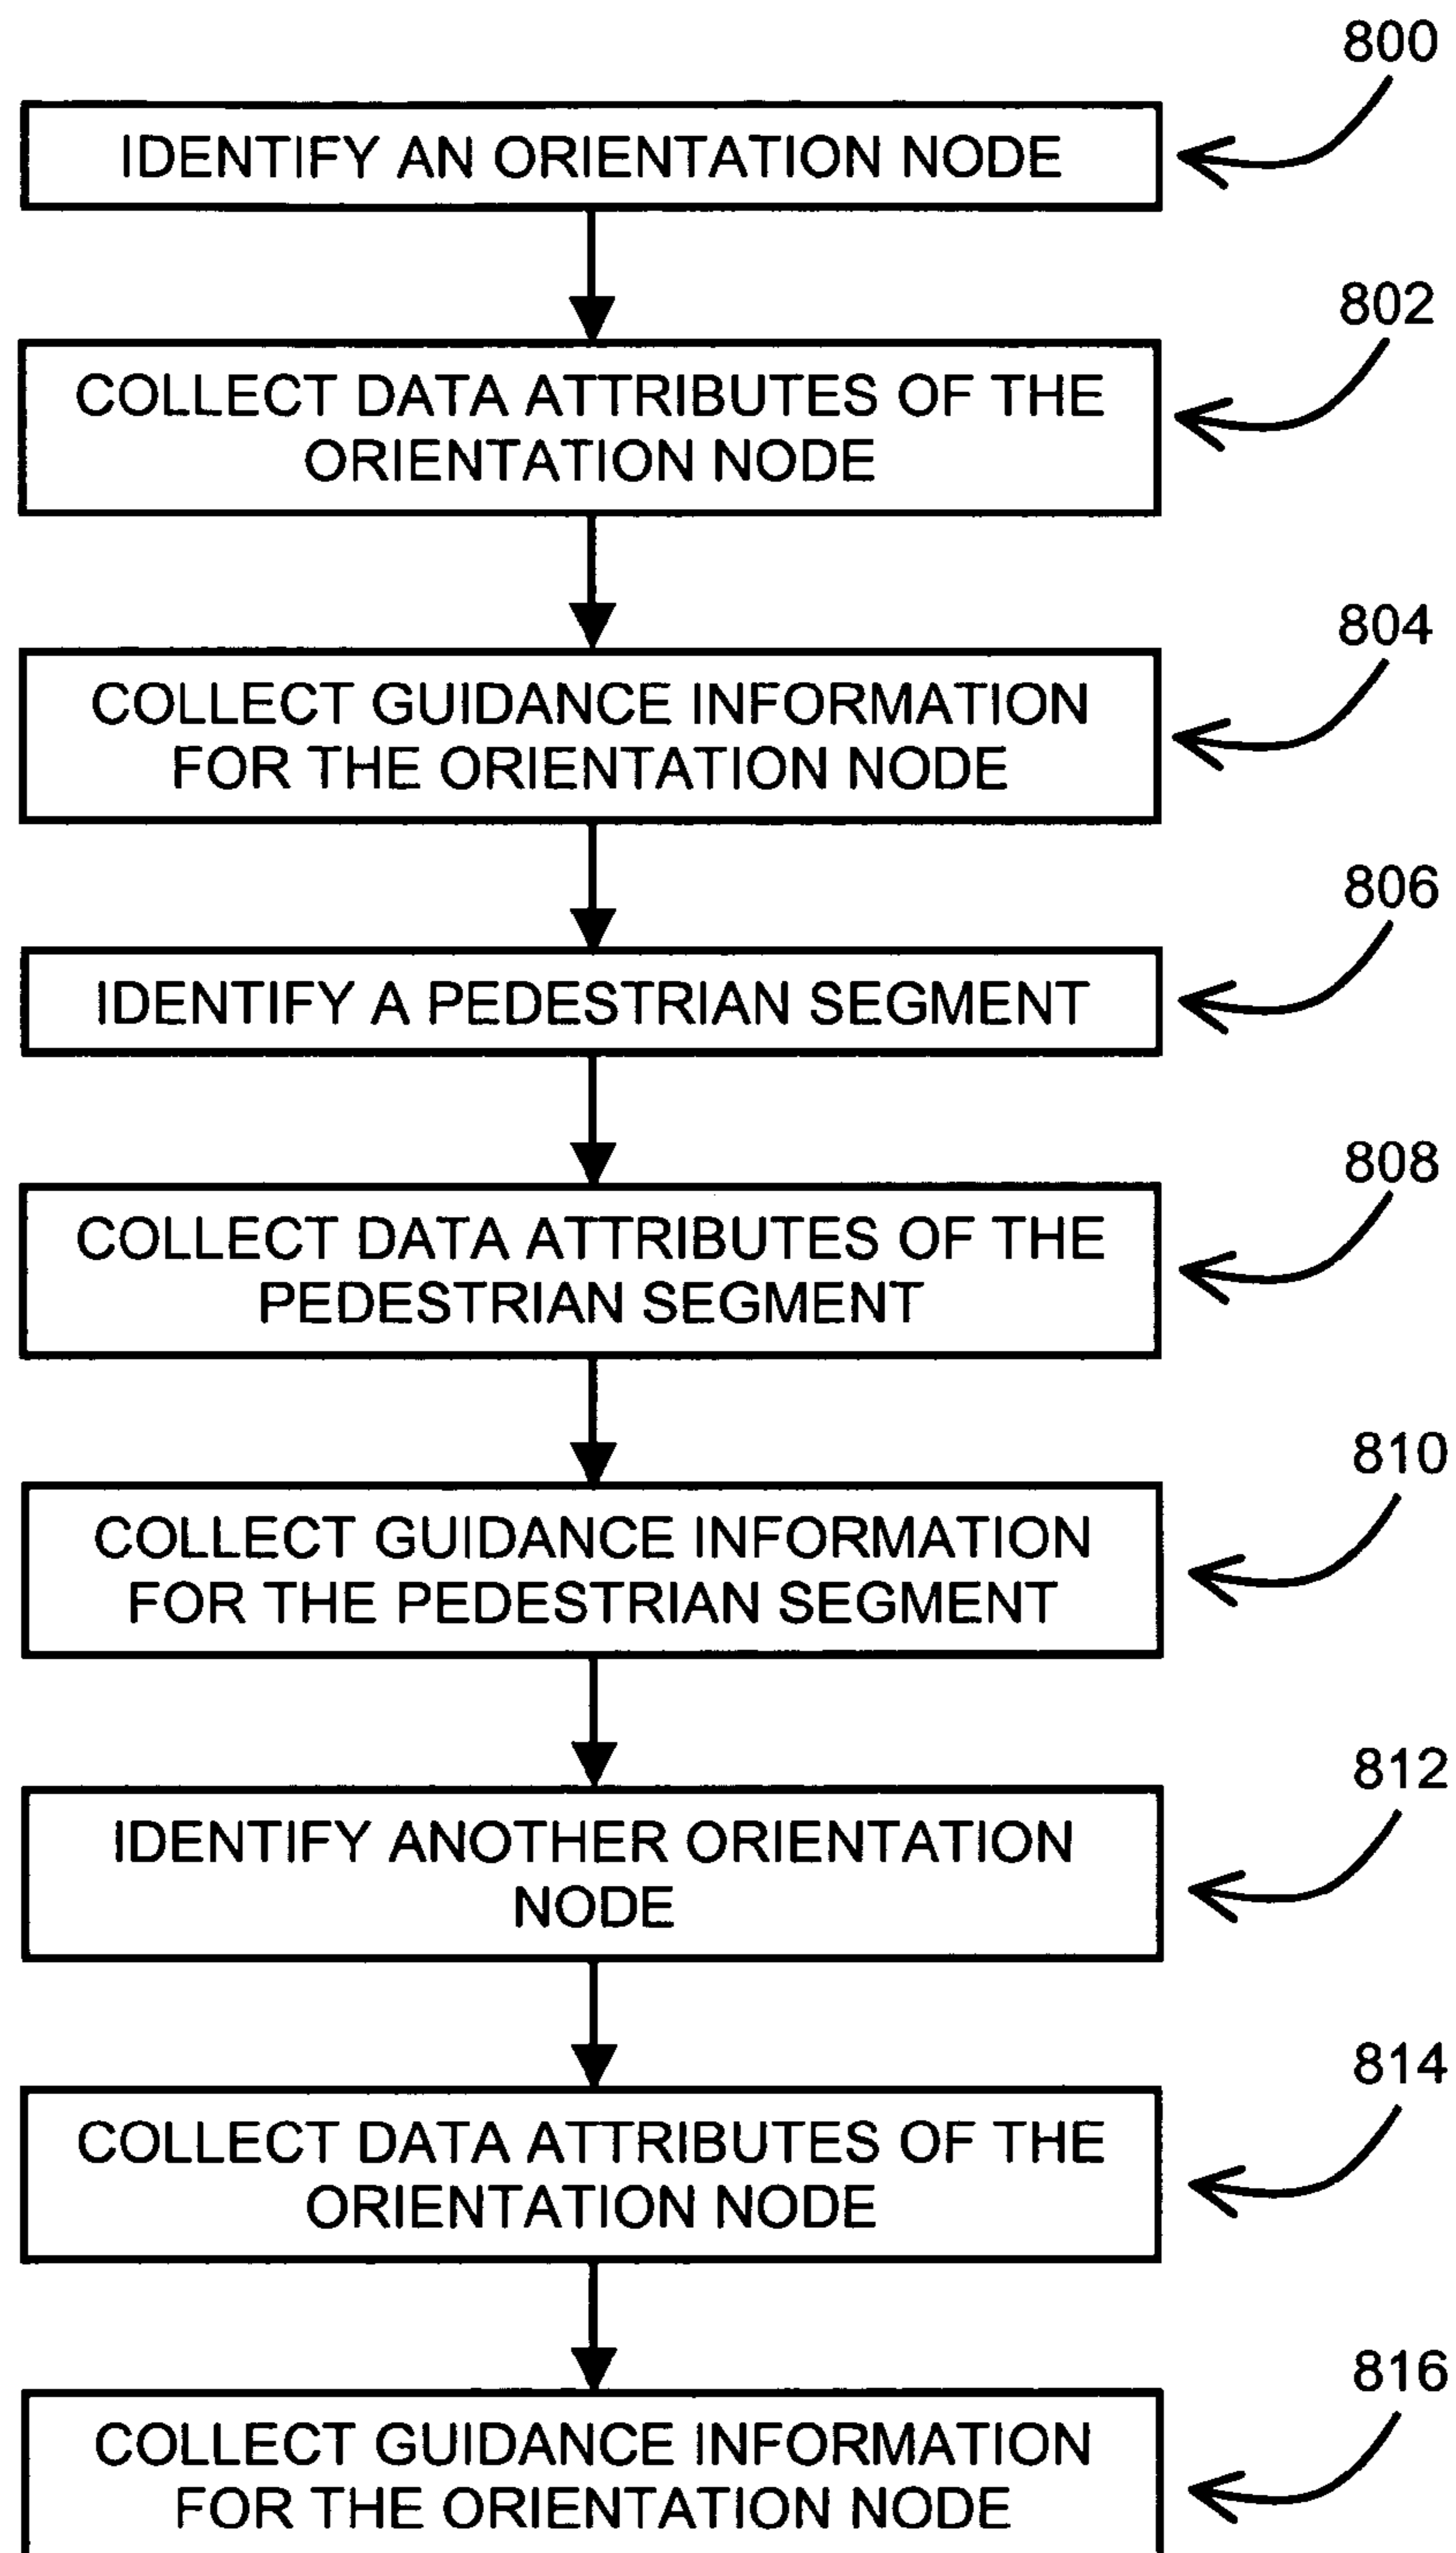 800
IDENTIFY AN ORIENTATION NODE
802
COLLECT DATA ATTRIBUTES OF THE
ORIENTATION NODE
804
COLLECT GUIDANCE INFORMATION
FOR THE ORIENTATION NODE
806
IDENTIFY A PEDESTRIAN SEGMENT
808
COLLECT DATA ATTRIBUTES OF THE
PEDESTRIAN SEGMENT
810
COLLECT GUIDANCE INFORMATION
FOR THE PEDESTRIAN SEGMENT
812
IDENTIFY ANOTHER ORIENTATION
NODE
814
COLLECT DATA ATTRIBUTES OF THE
ORIENTATION NODE
816
COLLECT GUIDANCE INFORMATION
FOR THE ORIENTATION NODE